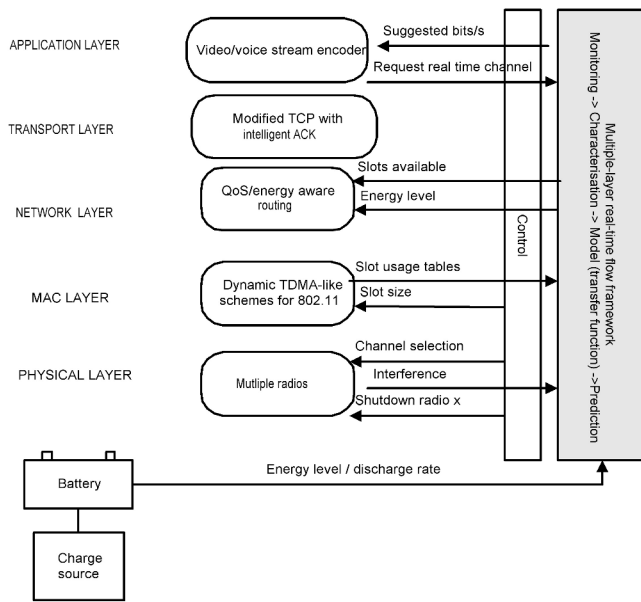 APPLICATION LAYER
Video/voice stream encoder
Suggested bits/s
Request real time channel
TRANSPORT LAYER
Modified TCP with
intelligent ACK
NETWORK LAYER
QoS/energy aware
routing
Slots available
Energy level
MAC LAYER
Dynamic TDMA-like
schemes for 802.11
Slot usage tables
Slot size
PHYSICAL LAYER
Mutliple radios
Channel selection
Interference
Shutdown radio x
Control
Multiple-layer real-time flow framework
Monitoring -> Characterisation -> Model (transfer function) ->Prediction
Battery
Energy level / discharge rate
Charge
source